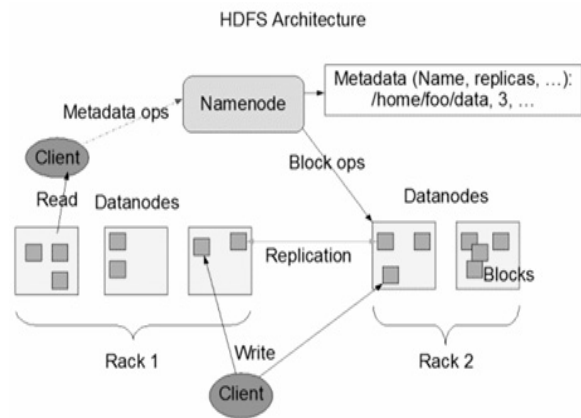 HDFS Architecture
Metadata (Name, replicas, ...):
/home/foo/data, 3, ...
Namenode
Metadata ops
Client
Block ops
Read
Datanodes
Datanodes
Replication
Blocks
Rack 1
Write
Rack 2
Client